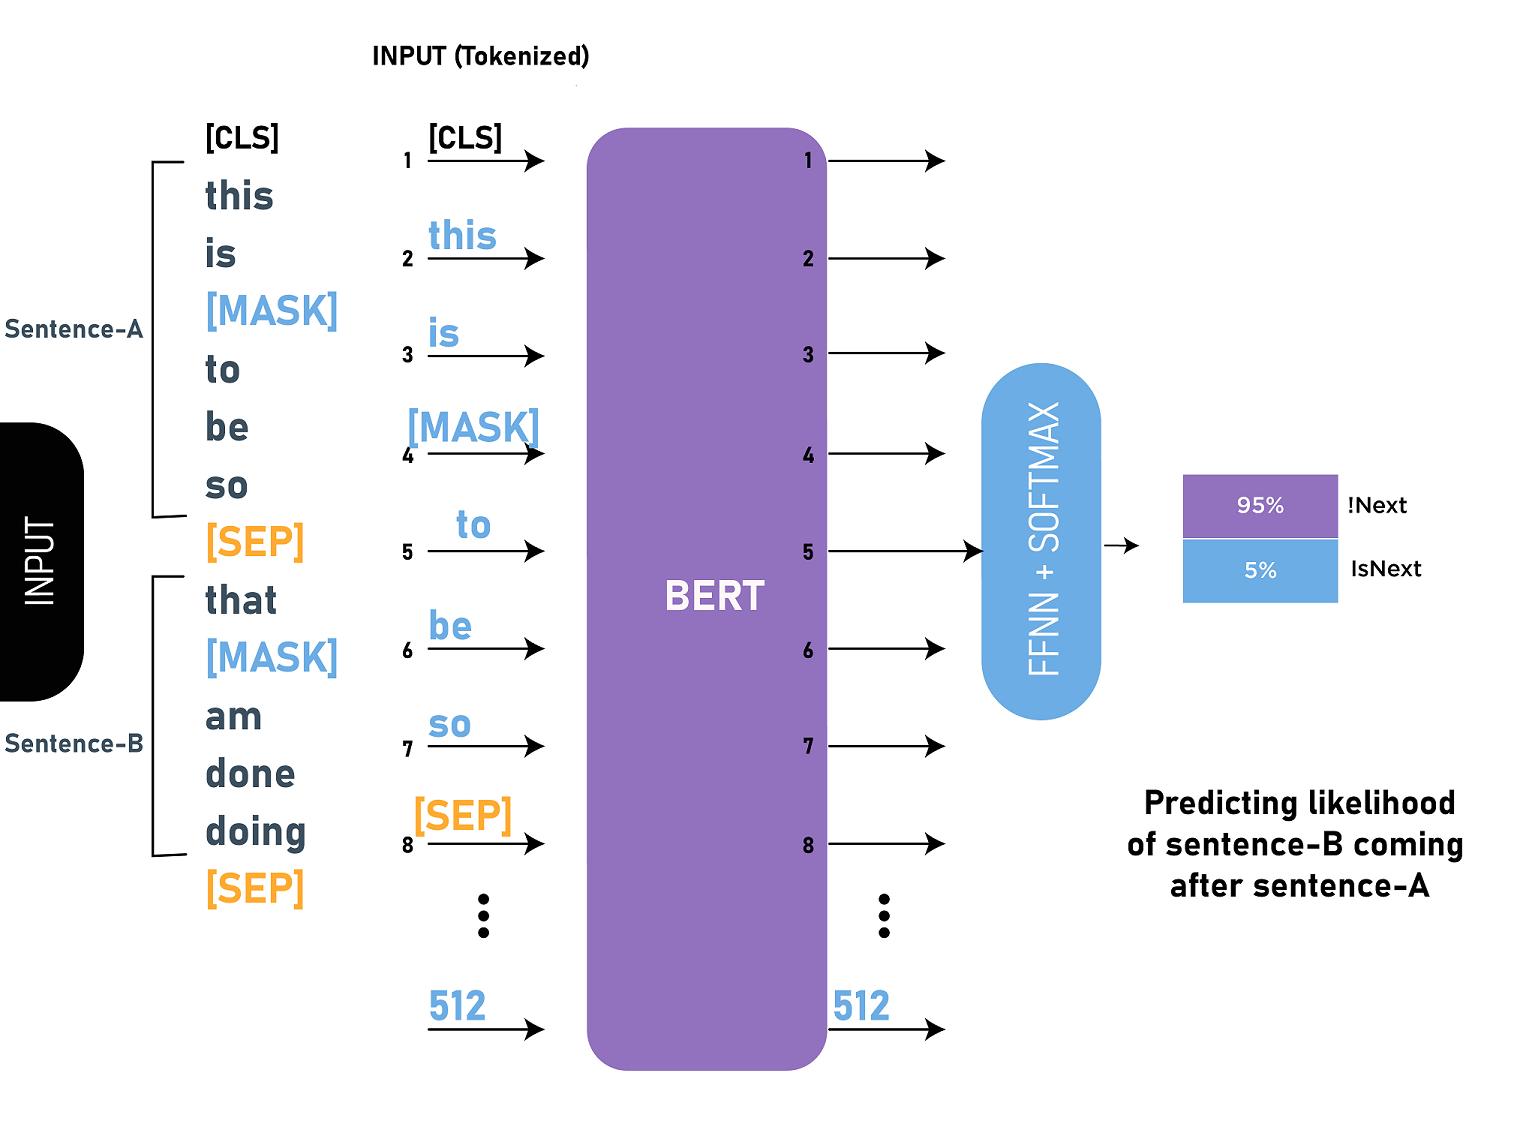 INPUT (Tokenized)
INPUT
Sentence-A
[CLS]
this
is
[MASK]
to
be
so
[SEP]
Sentence-B
that
[MASK]
am
done
doing
[SEP]
1 [CLS]
2 this
3 is
4 [MASK]
5 to
6 be
7 so
8 [SEP]
512
BERT
1
2
3
4
5
6
7
8
512
FFNN + SOFTMAX
95% !Next
5% IsNext
Predicting likelihood
of sentence-B coming
after sentence-A